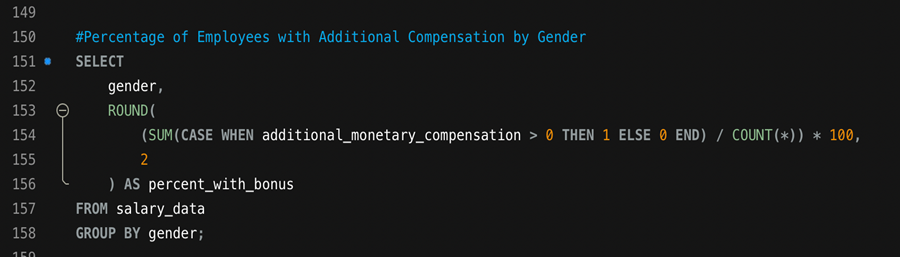 149
150 #Percentage of Employees with Additional Compensation by Gender
151 SELECT
152 gender,
153 ROUND(
154 (SUM(CASE WHEN additional_monetary_compensation > 0 THEN 1 ELSE 0 END) / COUNT(*)) * 100,
155 2
156 ) AS percent_with_bonus
157 FROM salary_data
158 GROUP BY gender;
159